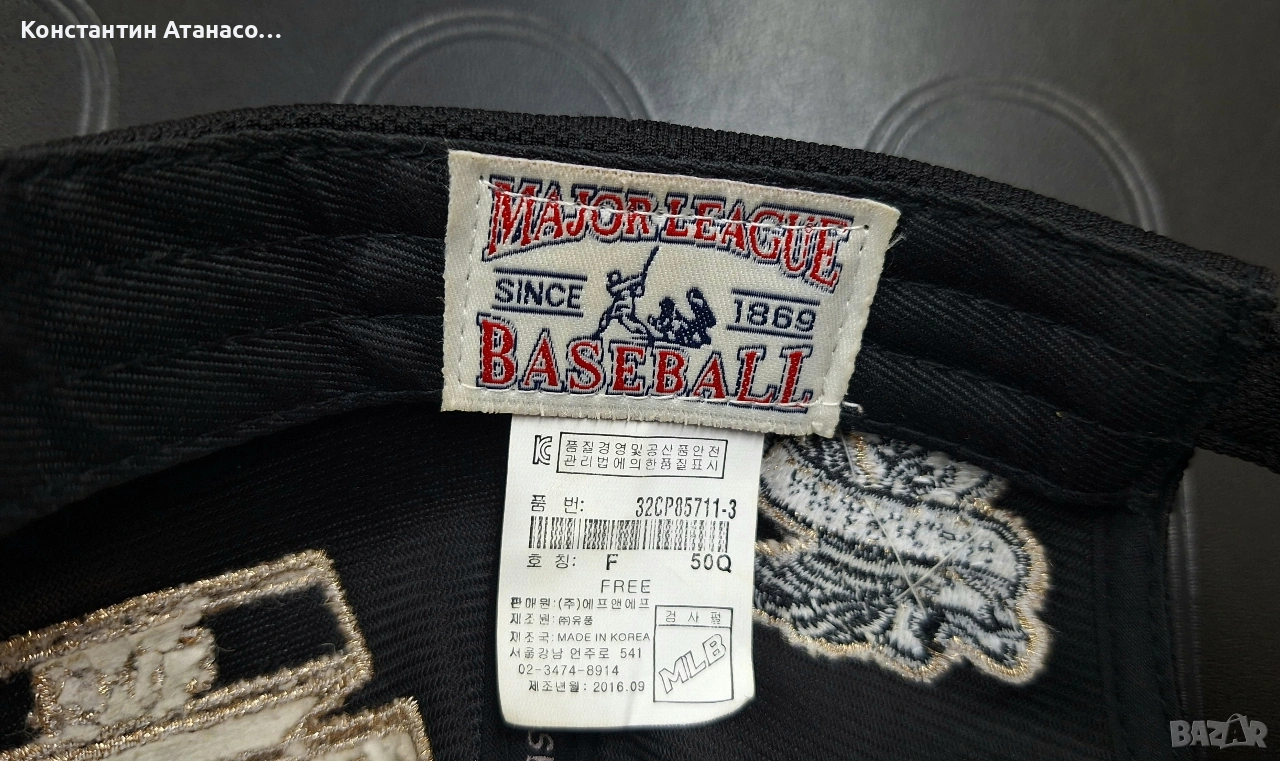 Константин Атанасо...
MAJOR LEAGUE
SINCE 1869
BASEBALL
품질경영및공산품안전
관리법에의한품질표시
품 번: 32CP85711-3
호 칭: F 50Q
FREE
판매원:(주)에프앤에프
제조원:㈜유풍
제조국:MADE IN KOREA
서울강남 언주로 541
02-3474-8914
제조년월:2016.09
검사필
MLB
BAZAR